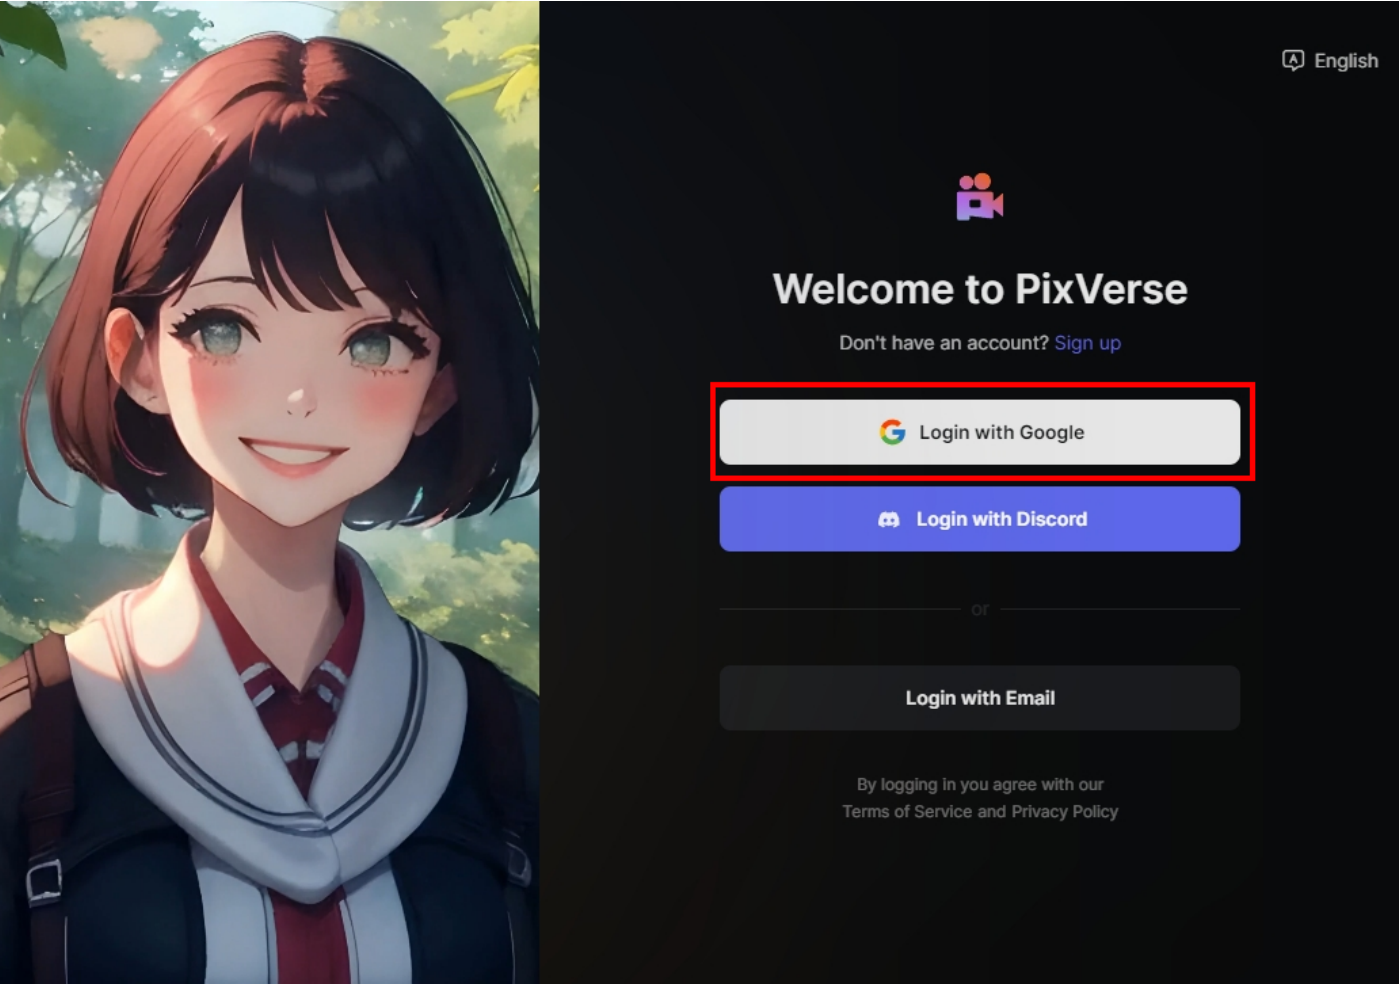 English
Welcome to PixVerse
Don't have an account? Sign up
Login with Google
Login with Discord
or
Login with Email
By logging in you agree with our
Terms of Service and Privacy Policy